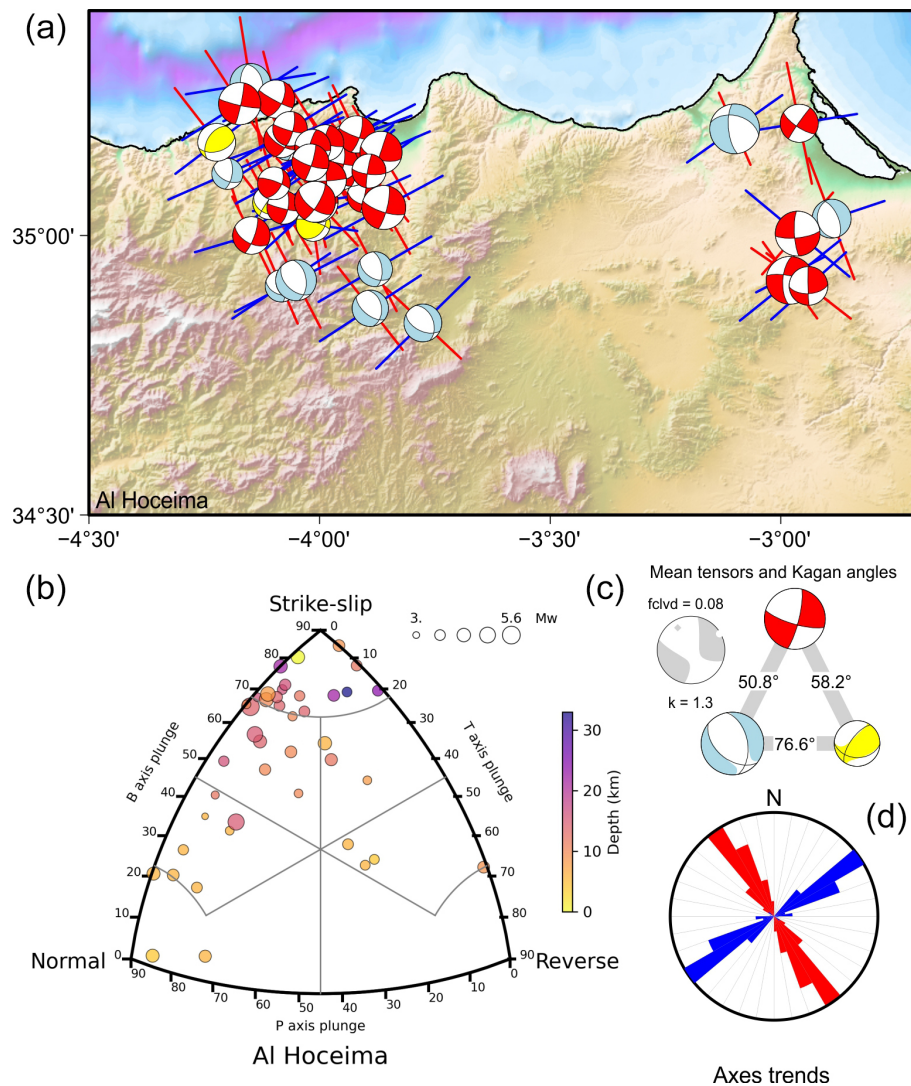 (a)
35°00'
34°30'
Al Hoceima
−4°30'
−4°00'
−3°30'
−3°00'
(b)
Strike-slip
3.
5.6
Mw
90
80
70
60
50
40
30
20
10
0
B axis plunge
0
10
20
30
40
50
60
70
80
90
T axis plunge
90
80
70
60
50
40
30
20
10
0
P axis plunge
Normal
Reverse
Al Hoceima
30
20
10
0
Depth (km)
(c)
Mean tensors and Kagan angles
fclvd = 0.08
k = 1.3
50.8°
58.2°
76.6°
N
(d)
Axes trends